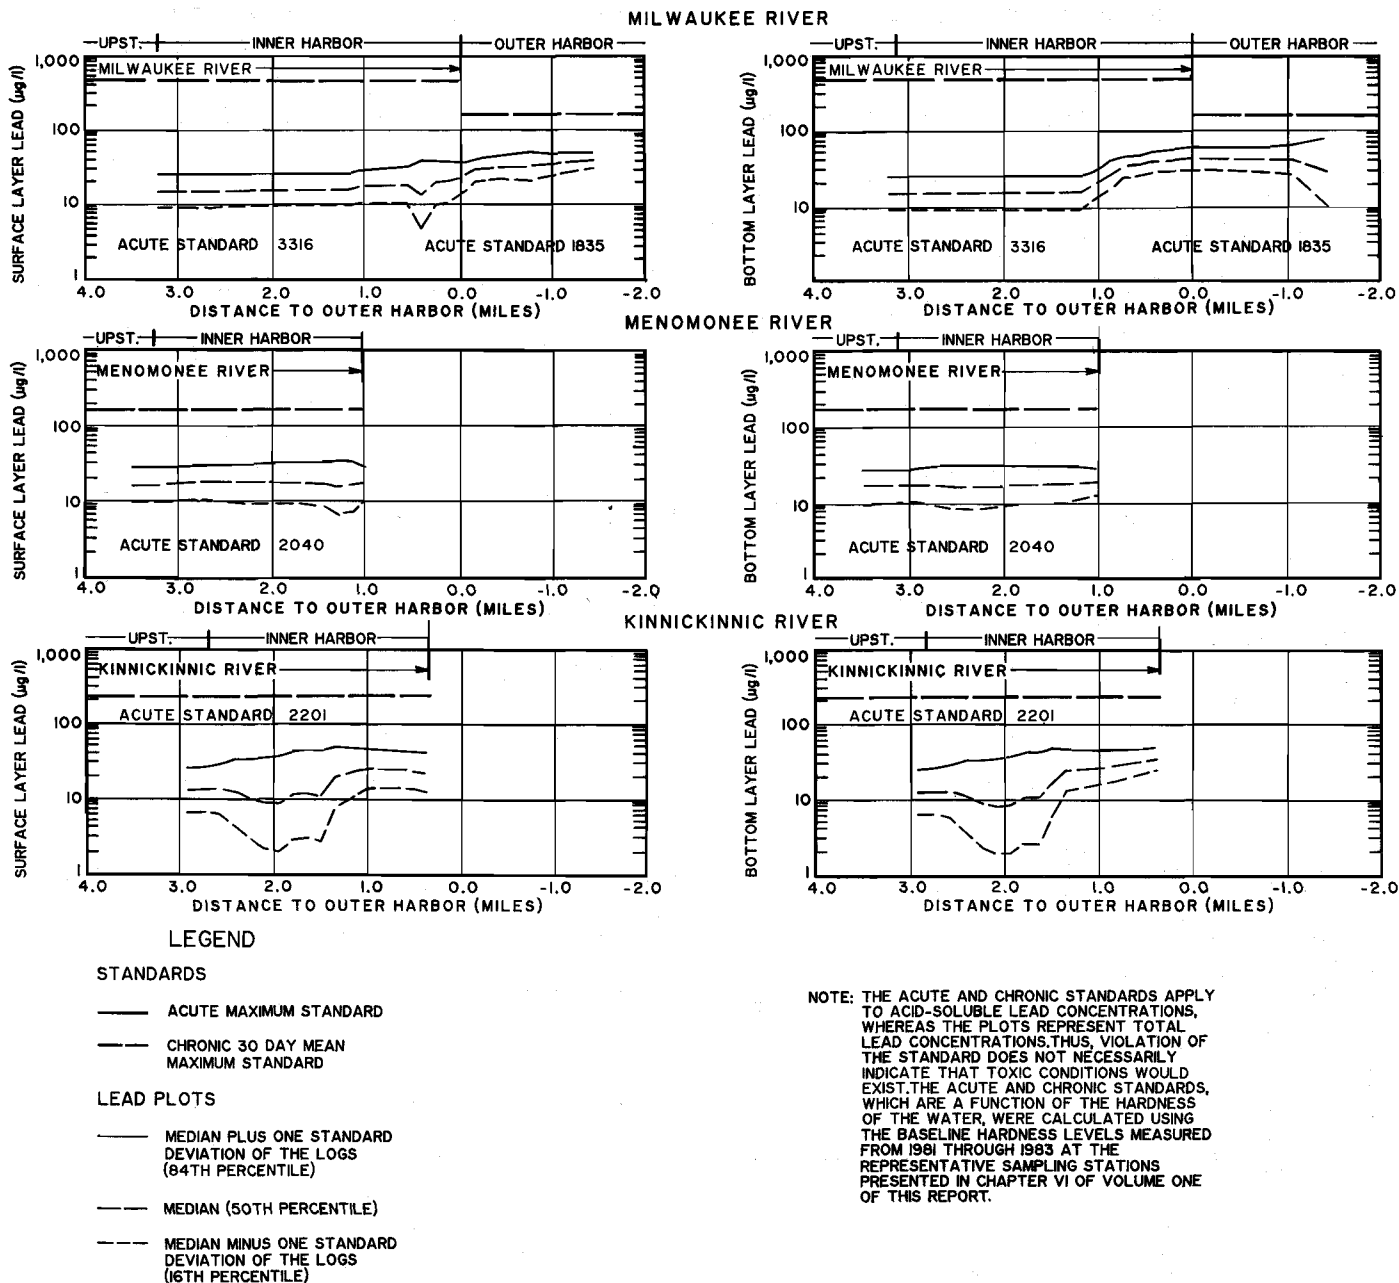 MILWAUKEE RIVER
UPST. INNER HARBOR OUTER HARBOR
MILWAUKEE RIVER
SURFACE LAYER LEAD (µg/l)
1,000
100
10
1
ACUTE STANDARD 3316 ACUTE STANDARD 1835
4.0 3.0 2.0 1.0 0.0 -1.0 -2.0
DISTANCE TO OUTER HARBOR (MILES)
UPST. INNER HARBOR OUTER HARBOR
MILWAUKEE RIVER
BOTTOM LAYER LEAD (µg/l)
1,000
100
10
1
ACUTE STANDARD 3316 ACUTE STANDARD 1835
4.0 3.0 2.0 1.0 0.0 -1.0 -2.0
DISTANCE TO OUTER HARBOR (MILES)
MENOMONEE RIVER
UPST. INNER HARBOR
MENOMONEE RIVER
SURFACE LAYER LEAD (µg/l)
1,000
100
10
1
ACUTE STANDARD 2040
4.0 3.0 2.0 1.0 0.0 -1.0 -2.0
DISTANCE TO OUTER HARBOR (MILES)
UPST. INNER HARBOR
MENOMONEE RIVER
BOTTOM LAYER LEAD (µg/l)
1,000
100
10
1
ACUTE STANDARD 2040
4.0 3.0 2.0 1.0 0.0 -1.0 -2.0
DISTANCE TO OUTER HARBOR (MILES)
KINNICKINNIC RIVER
UPST. INNER HARBOR
KINNICKINNIC RIVER
SURFACE LAYER LEAD (µg/l)
1,000
100
10
1
ACUTE STANDARD 2201
4.0 3.0 2.0 1.0 0.0 -1.0 -2.0
DISTANCE TO OUTER HARBOR (MILES)
UPST. INNER HARBOR
KINNICKINNIC RIVER
BOTTOM LAYER LEAD (µg/l)
1,000
100
10
1
ACUTE STANDARD 2201
4.0 3.0 2.0 1.0 0.0 -1.0 -2.0
DISTANCE TO OUTER HARBOR (MILES)
LEGEND
STANDARDS
ACUTE MAXIMUM STANDARD
CHRONIC 30 DAY MEAN
MAXIMUM STANDARD
LEAD PLOTS
MEDIAN PLUS ONE STANDARD
DEVIATION OF THE LOGS
(84TH PERCENTILE)
MEDIAN (50TH PERCENTILE)
MEDIAN MINUS ONE STANDARD
DEVIATION OF THE LOGS
(16TH PERCENTILE)
NOTE: THE ACUTE AND CHRONIC STANDARDS APPLY
TO ACID-SOLUBLE LEAD CONCENTRATIONS,
WHEREAS THE PLOTS REPRESENT TOTAL
LEAD CONCENTRATIONS.THUS, VIOLATION OF
THE STANDARD DOES NOT NECESSARILY
INDICATE THAT TOXIC CONDITIONS WOULD
EXIST.THE ACUTE AND CHRONIC STANDARDS,
WHICH ARE A FUNCTION OF THE HARDNESS
OF THE WATER, WERE CALCULATED USING
THE BASELINE HARDNESS LEVELS MEASURED
FROM 1981 THROUGH 1983 AT THE
REPRESENTATIVE SAMPLING STATIONS
PRESENTED IN CHAPTER VI OF VOLUME ONE
OF THIS REPORT.